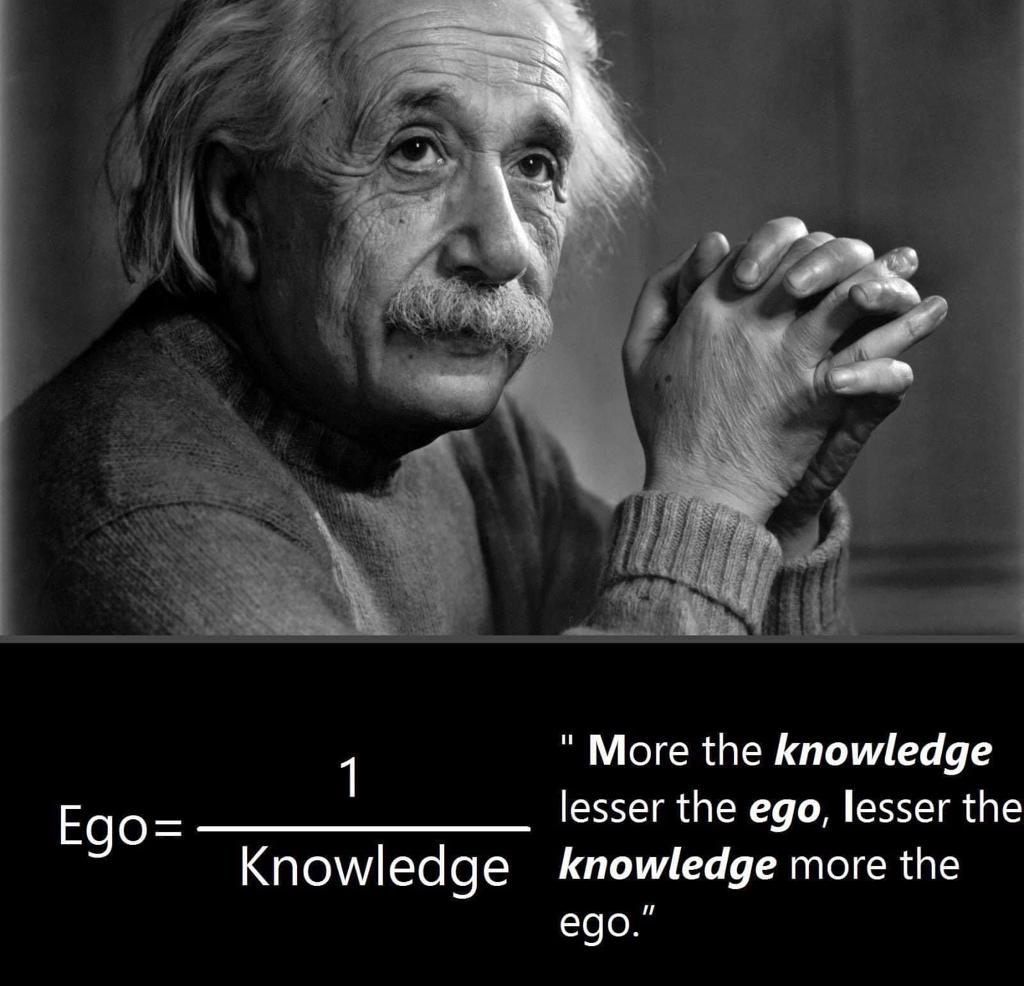 Ego=
1
Knowledge
" More the knowledge
lesser the ego, lesser the
knowledge more the
ego.”